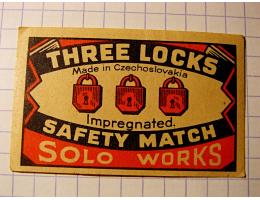 THREE LOCKS
Made in Czechoslovakia
Impregnated.
SAFETY MATCH
SOLO WORKS